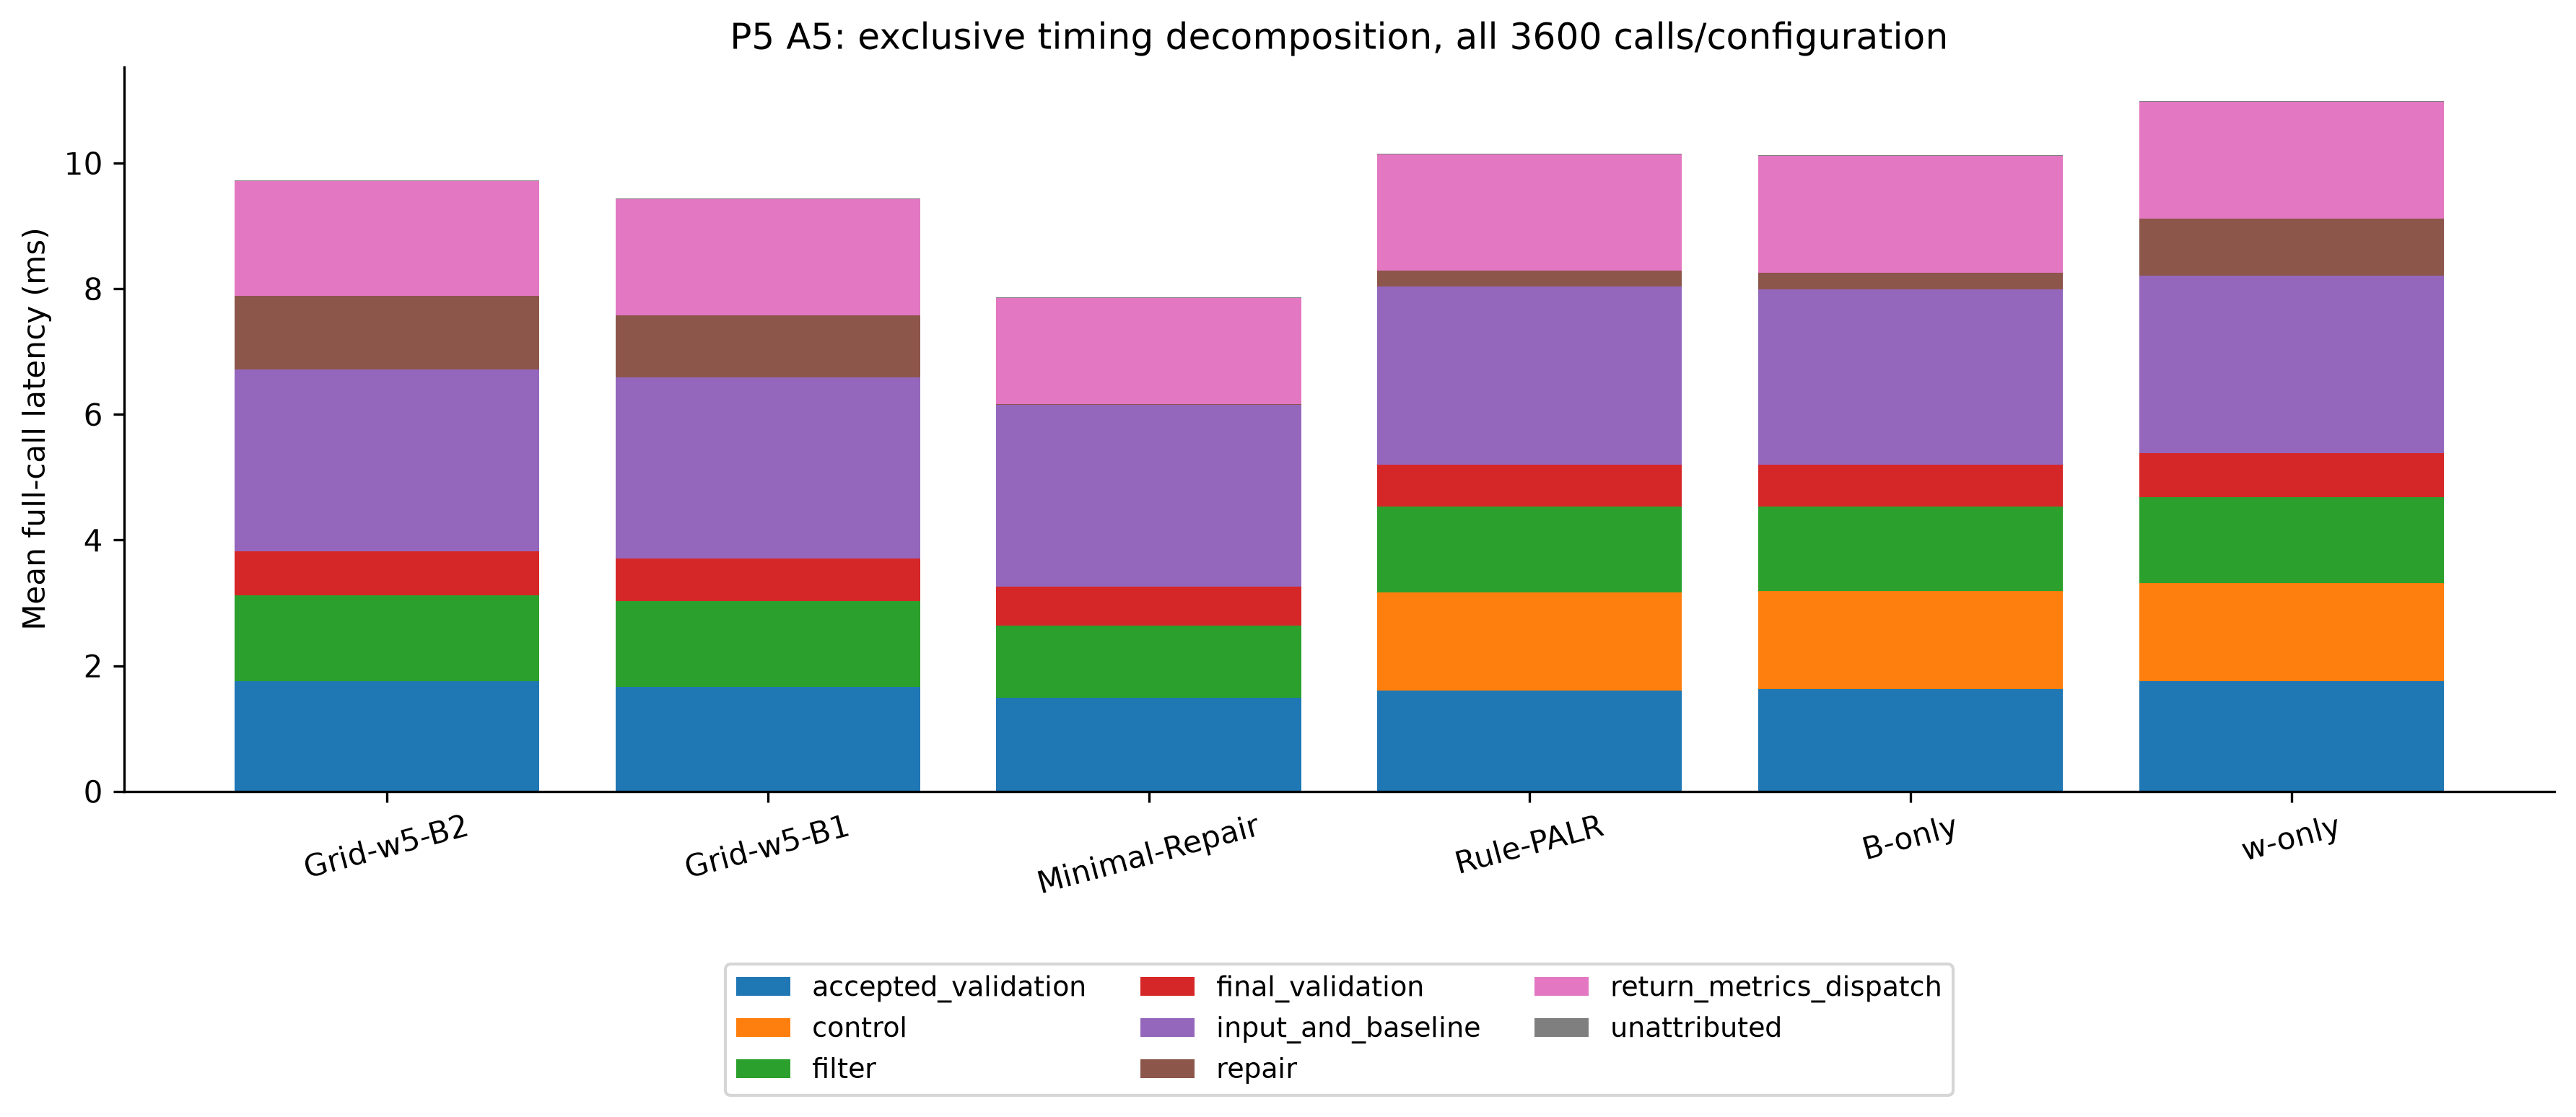 P5 A5: exclusive timing decomposition, all 3600 calls/configuration
Mean full-call latency (ms)
10
8
6
4
2
0
Grid-w5-B2
Grid-w5-B1
Minimal-Repair
Rule-PALR
B-only
w-only
accepted_validation
control
filter
final_validation
input_and_baseline
repair
return_metrics_dispatch
unattributed